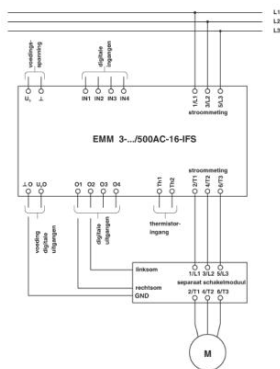 L1
L2
L3
voedings-
spanning
digitale
ingangen
Us ⊥ IN1 IN2 IN3 IN4 1/L1 3/L2 5/L3
stroommeting
EMM 3-.../500AC-16-IFS
stroommeting
⊥O UsO O1 O2 O3 O4 Th1 Th2 2/T1 4/T2 6/T3
voeding
digitale
uitgangen
digitale
uitgangen
thermistor-
ingang
linksom 1/L1 3/L2 5/L3
separaat schakelmoduul
rechtsom 2/T1 4/T2 6/T3
GND
M